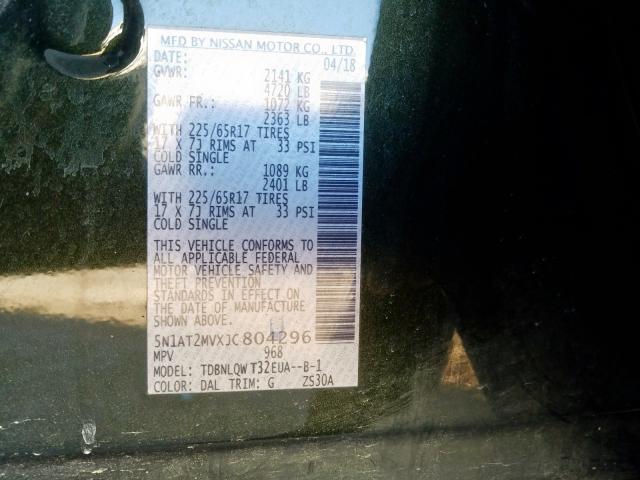 MFD BY NISSAN MOTOR CO., LTD.
DATE: 04/18
GVWR: 2141 KG
4720 LB
GAWR FR.: 1072 KG
2363 LB
WITH 225/65R17 TIRES
17 X 7J RIMS AT 33 PSI
COLD SINGLE
GAWR RR.: 1089 KG
2401 LB
WITH 225/65R17 TIRES
17 X 7J RIMS AT 33 PSI
COLD SINGLE
THIS VEHICLE CONFORMS TO
ALL APPLICABLE FEDERAL
MOTOR VEHICLE SAFETY AND
THEFT PREVENTION
STANDARDS IN EFFECT ON
THE DATE OF MANUFACTURE
SHOWN ABOVE.
5N1AT2MVXJC804296
MPV 968
MODEL: TDBNLQW T32EUA--B-1
COLOR: DAL TRIM: G ZS30A